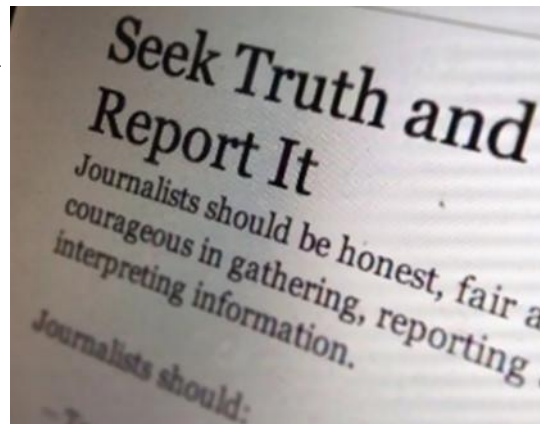 Seek Truth and
Report It
Journalists should be honest, fair
courageous in gathering, reporting
interpreting information.
Journalists should: